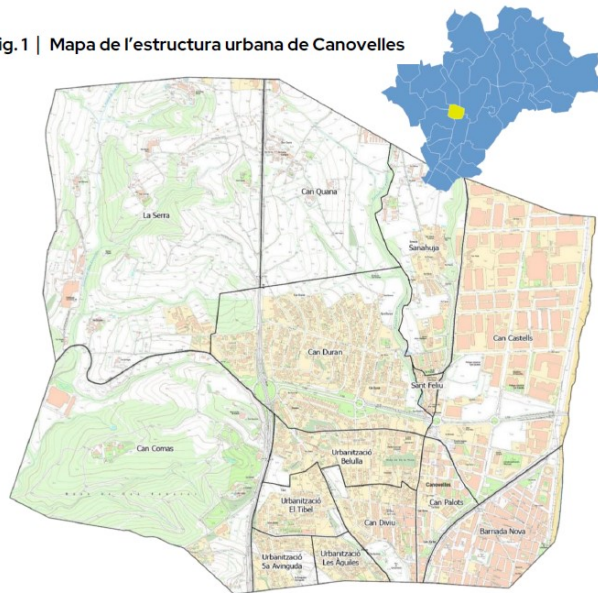 ig. 1 | Mapa de l'estructura urbana de Canovelles
Can Quana
La Serra
Sanahuja
Can Castells
Can Duran
Sant Feliu
Can Comas
Urbanització
Belulla
Canovelles
Urbanització
El Tibel
Can Palots
Can Diviu
Barriada Nova
Urbanització
5a Avinguda
Urbanització
Les Àguiles